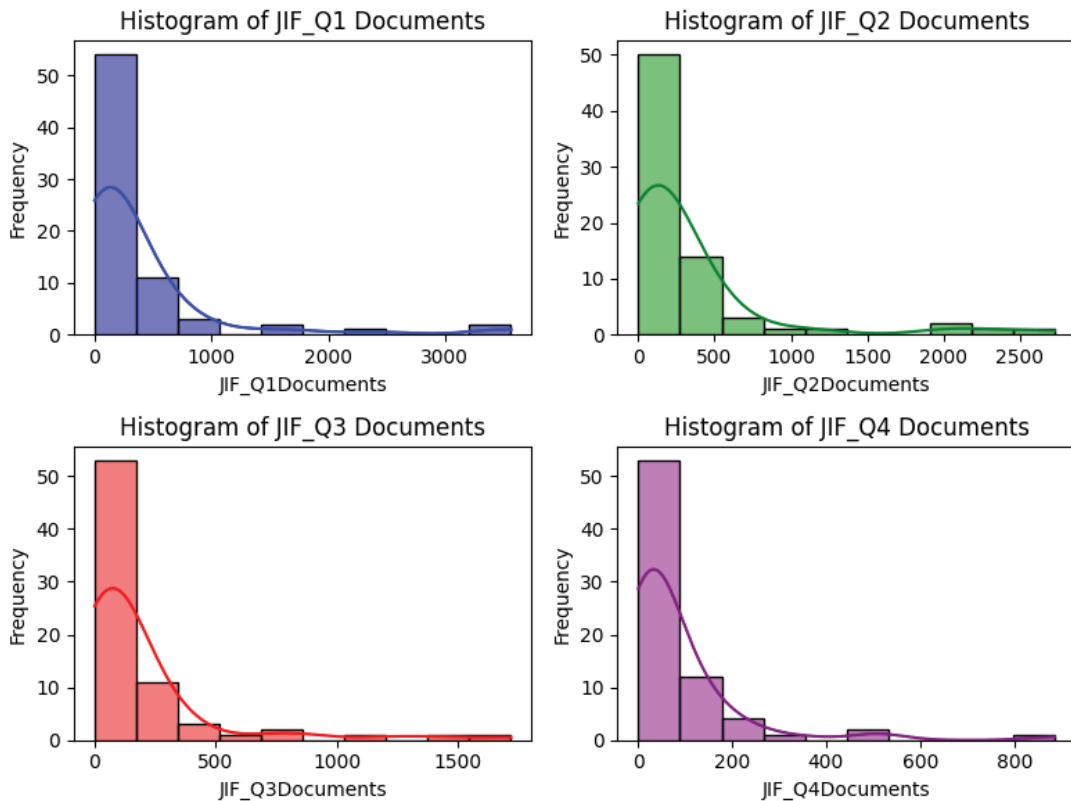 Histogram of JIF_Q1 Documents
Frequency
50
40
30
20
10
0
0 1000 2000 3000
JIF_Q1Documents
Histogram of JIF_Q2 Documents
Frequency
50
40
30
20
10
0
0 500 1000 1500 2000 2500
JIF_Q2Documents
Histogram of JIF_Q3 Documents
Frequency
50
40
30
20
10
0
0 500 1000 1500
JIF_Q3Documents
Histogram of JIF_Q4 Documents
Frequency
50
40
30
20
10
0
0 200 400 600 800
JIF_Q4Documents